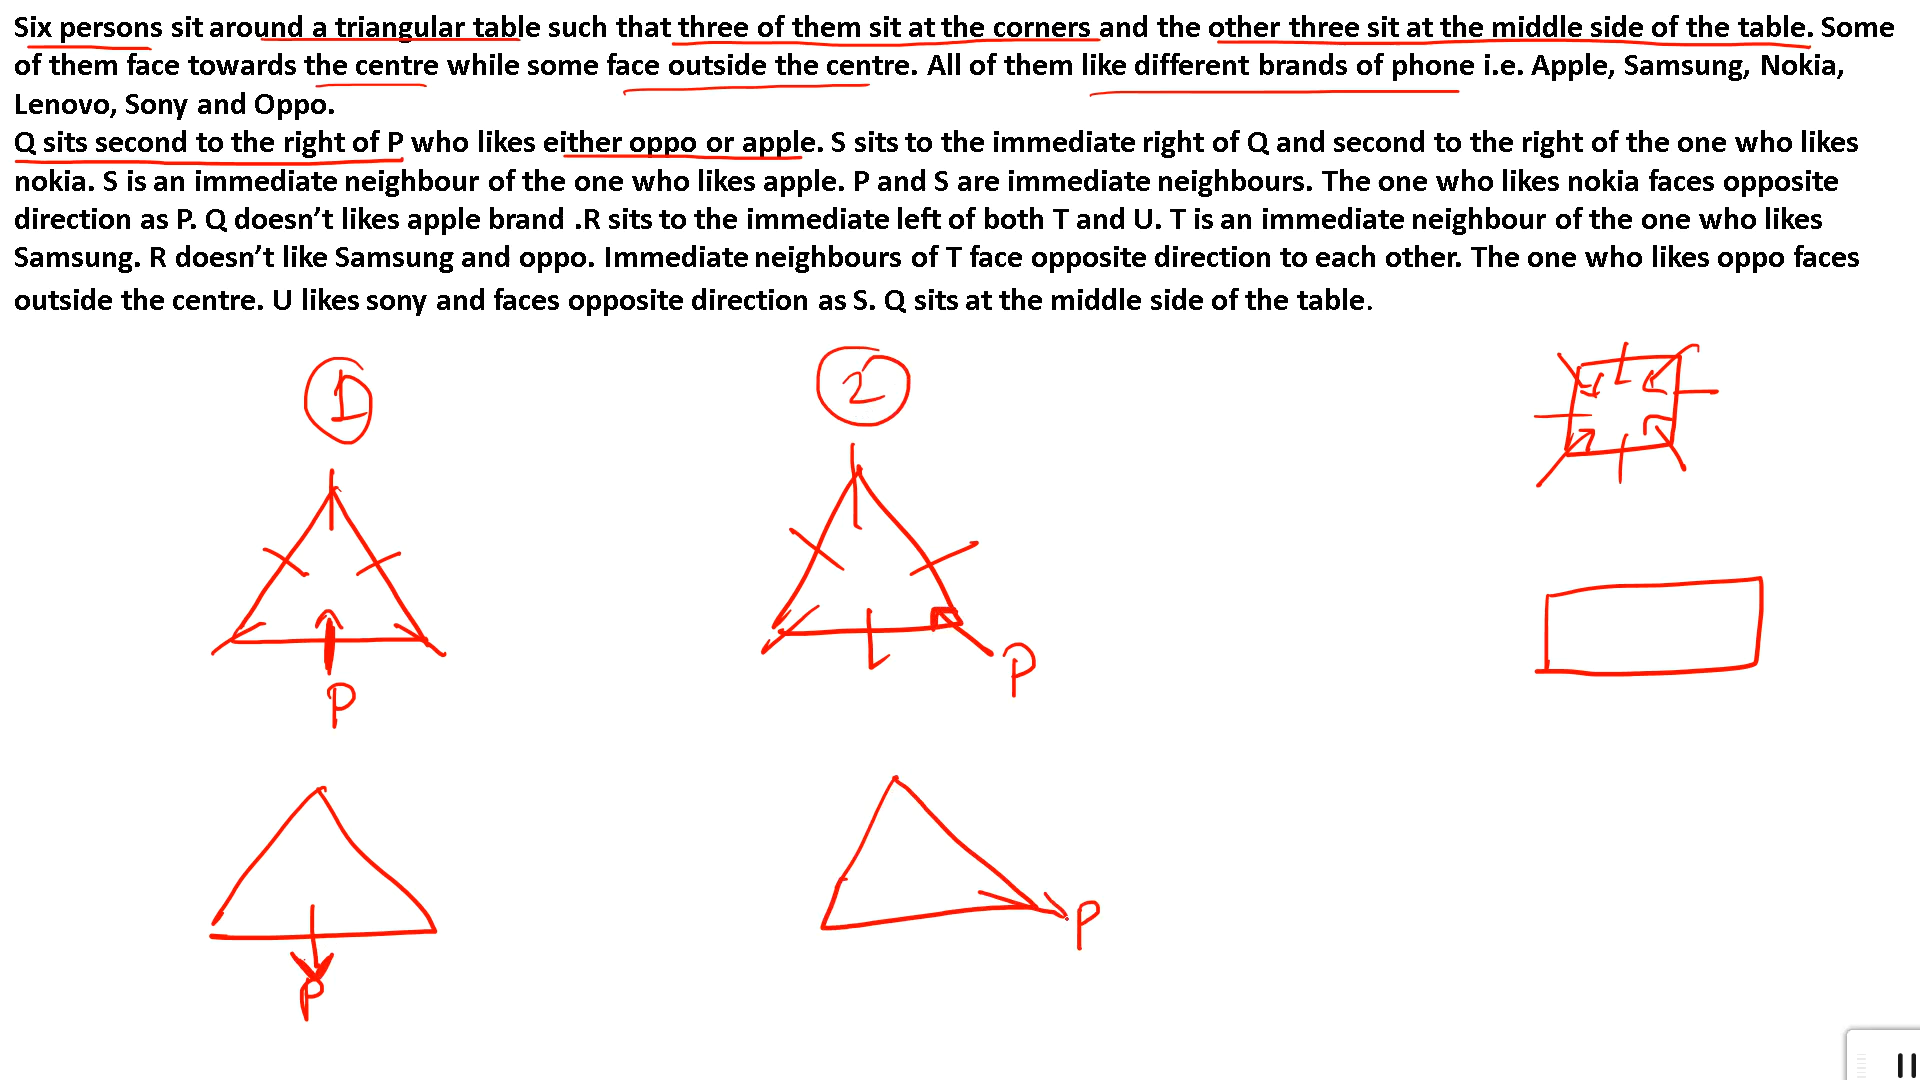 Six persons sit around a triangular table such that three of them sit at the corners and the other three sit at the middle side of the table. Some
of them face towards the centre while some face outside the centre. All of them like different brands of phone i.e. Apple, Samsung, Nokia,
Lenovo, Sony and Oppo.
Q sits second to the right of P who likes either oppo or apple. S sits to the immediate right of Q and second to the right of the one who likes
nokia. S is an immediate neighbour of the one who likes apple. P and S are immediate neighbours. The one who likes nokia faces opposite
direction as P. Q doesn’t likes apple brand .R sits to the immediate left of both T and U. T is an immediate neighbour of the one who likes
Samsung. R doesn’t like Samsung and oppo. Immediate neighbours of T face opposite direction to each other. The one who likes oppo faces
outside the centre. U likes sony and faces opposite direction as S. Q sits at the middle side of the table.
1 2
P P
P P